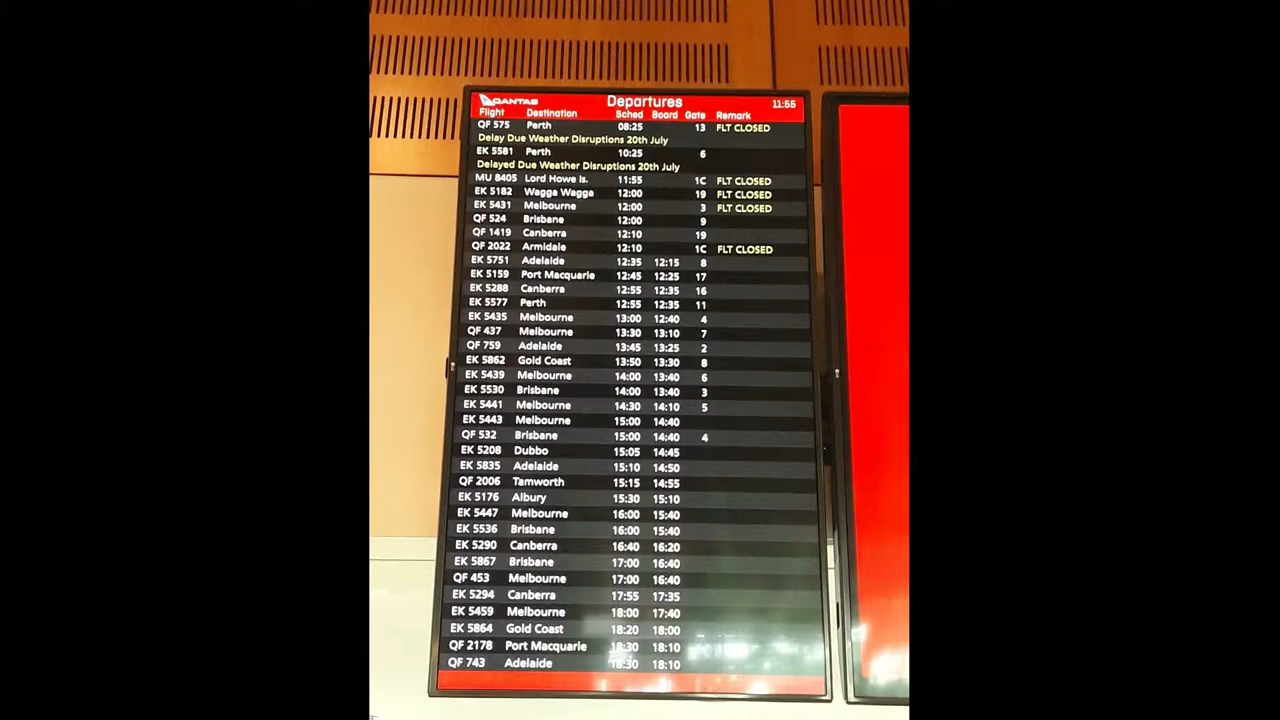 QANTAS Departures 11:55
Flight Destination Sched Board Gate Remark
QF 575 Perth 08:25 13 FLT CLOSED
Delay Due Weather Disruptions 20th July
EK 5581 Perth 10:25 6
Delayed Due Weather Disruptions 20th July
MU 8405 Lord Howe Is. 11:55 1C FLT CLOSED
EK 5182 Wagga Wagga 12:00 19 FLT CLOSED
EK 5431 Melbourne 12:00 3 FLT CLOSED
QF 524 Brisbane 12:00 9
QF 1419 Canberra 12:10 19
QF 2022 Armidale 12:10 1C FLT CLOSED
EK 5751 Adelaide 12:35 12:15 8
EK 5159 Port Macquarie 12:45 12:25 17
EK 5288 Canberra 12:55 12:35 16
EK 5577 Perth 12:55 12:35 11
EK 5435 Melbourne 13:00 12:40 4
QF 437 Melbourne 13:30 13:10 7
QF 759 Adelaide 13:45 13:25 2
EK 5862 Gold Coast 13:50 13:30 8
EK 5439 Melbourne 14:00 13:40 6
EK 5530 Brisbane 14:00 13:40 3
EK 5441 Melbourne 14:30 14:10 5
EK 5443 Melbourne 15:00 14:40
QF 532 Brisbane 15:00 14:40 4
EK 5208 Dubbo 15:05 14:45
EK 5835 Adelaide 15:10 14:50
QF 2006 Tamworth 15:15 14:55
EK 5176 Albury 15:30 15:10
EK 5447 Melbourne 16:00 15:40
EK 5536 Brisbane 16:00 15:40
EK 5290 Canberra 16:40 16:20
EK 5867 Brisbane 17:00 16:40
QF 453 Melbourne 17:00 16:40
EK 5294 Canberra 17:55 17:35
EK 5459 Melbourne 18:00 17:40
EK 5864 Gold Coast 18:20 18:00
QF 2178 Port Macquarie 18:30 18:10
QF 743 Adelaide 18:30 18:10